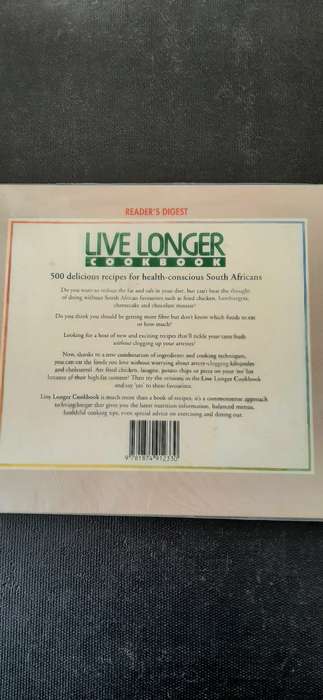 READER'S DIGEST
LIVE LONGER
COOKBOOK
500 delicious recipes for health-conscious South Africans
Do you want to reduce the fat and salt in your diet, but can't bear the thought
of doing without South African favourites such as fried chicken, hamburgers,
cheesecake and chocolate mousse?
Do you think you should be getting more fibre but don't know which foods to eat
or how much?
Looking for a host of new and exciting recipes that'll tickle your taste buds
without clogging up your arteries?
Now, thanks to a new combination of ingredients and cooking techniques,
you can eat the foods you love without worrying about artery-clogging kilojoules
and cholesterol. Are fried chicken, lasagne, potato chips or pizza on your 'no' list
because of their high-fat content? Then try the versions in the Live Longer Cookbook
and say 'yes' to these favourites.
Live Longer Cookbook is much more than a book of recipes; it's a commonsense approach
to living longer that gives you the latest nutrition information, balanced menus,
healthful cooking tips, even special advice on exercising and dining out.
9 781874 912330